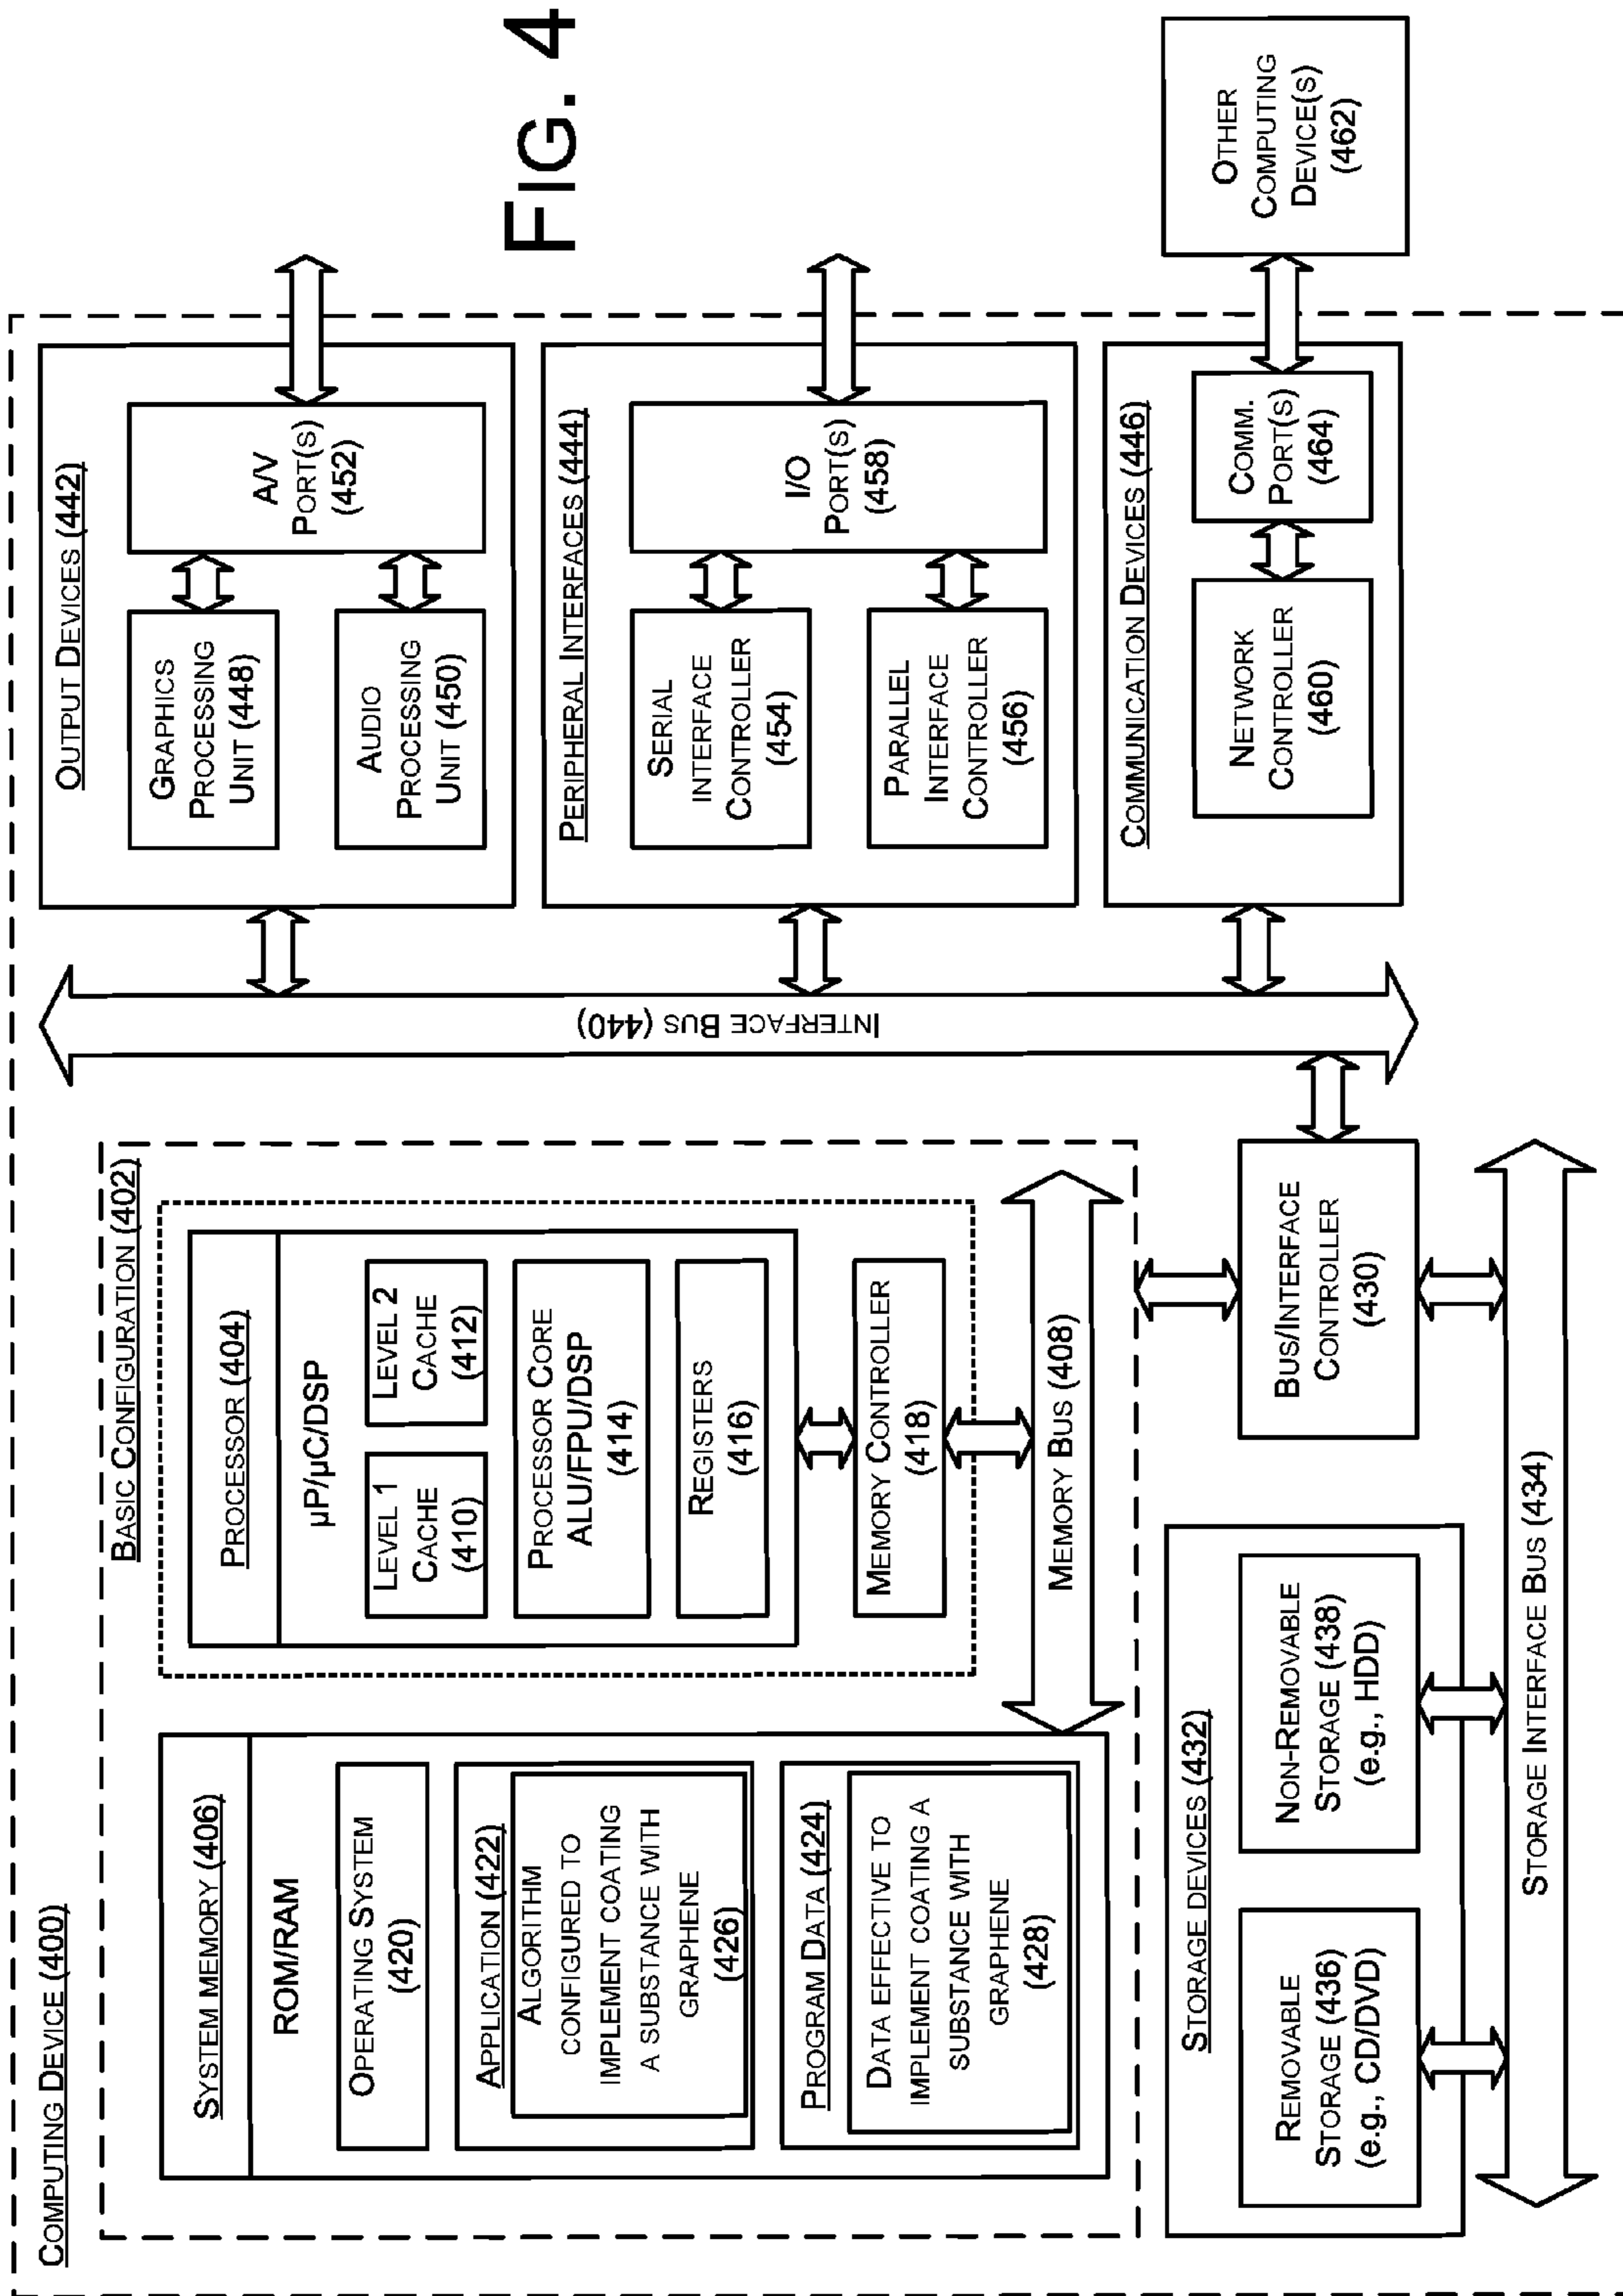 COMPUTING DEVICE (400)
BASIC CONFIGURATION (402)
SYSTEM MEMORY (406)
ROM/RAM
OPERATING SYSTEM
(420)
APPLICATION (422)
ALGORITHM
CONFIGURED TO
IMPLEMENT COATING
A SUBSTANCE WITH
GRAPHENE
(426)
PROGRAM DATA (424)
DATA EFFECTIVE TO
IMPLEMENT COATING A
SUBSTANCE WITH
GRAPHENE
(428)
PROCESSOR (404)
µP/µC/DSP
LEVEL 1
CACHE
(410)
LEVEL 2
CACHE
(412)
PROCESSOR CORE
ALU/FPU/DSP
(414)
REGISTERS
(416)
MEMORY CONTROLLER
(418)
MEMORY BUS (408)
STORAGE DEVICES (432)
REMOVABLE
STORAGE (436)
(e.g., CD/DVD)
NON-REMOVABLE
STORAGE (438)
(e.g., HDD)
BUS/INTERFACE
CONTROLLER
(430)
STORAGE INTERFACE BUS (434)
INTERFACE BUS (440)
OUTPUT DEVICES (442)
GRAPHICS
PROCESSING
UNIT (448)
AUDIO
PROCESSING
UNIT (450)
A/V
PORT(S)
(452)
PERIPHERAL INTERFACES (444)
SERIAL
INTERFACE
CONTROLLER
(454)
PARALLEL
INTERFACE
CONTROLLER
(456)
I/O
PORT(S)
(458)
COMMUNICATION DEVICES (446)
NETWORK
CONTROLLER
(460)
COMM.
PORT(S)
(464)
OTHER
COMPUTING
DEVICE(S)
(462)
FIG. 4